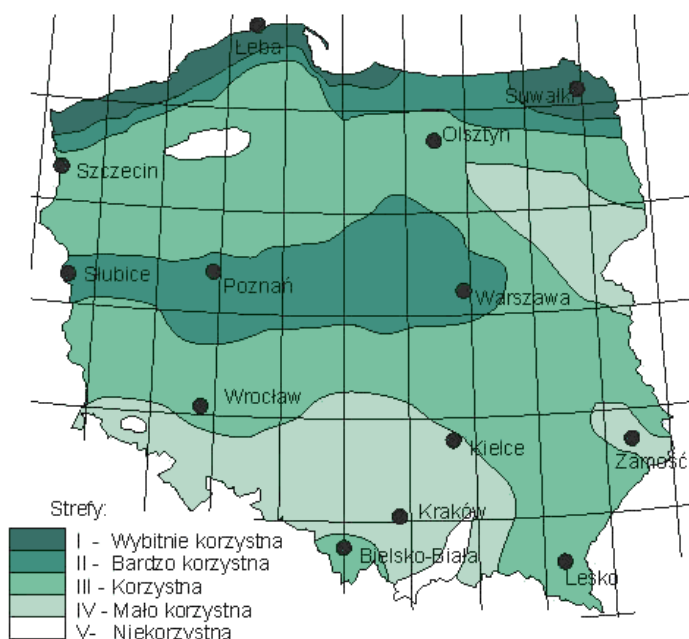 Łeba
Suwałki
Olsztyn
Szczecin
Słubice
Poznań
Warszawa
Wrocław
Kielce
Zamość
Kraków
Bielsko-Biała
Lesko
Strefy:
I - Wybitnie korzystna
II - Bardzo korzystna
III - Korzystna
IV - Mało korzystna
V- Niekorzystna